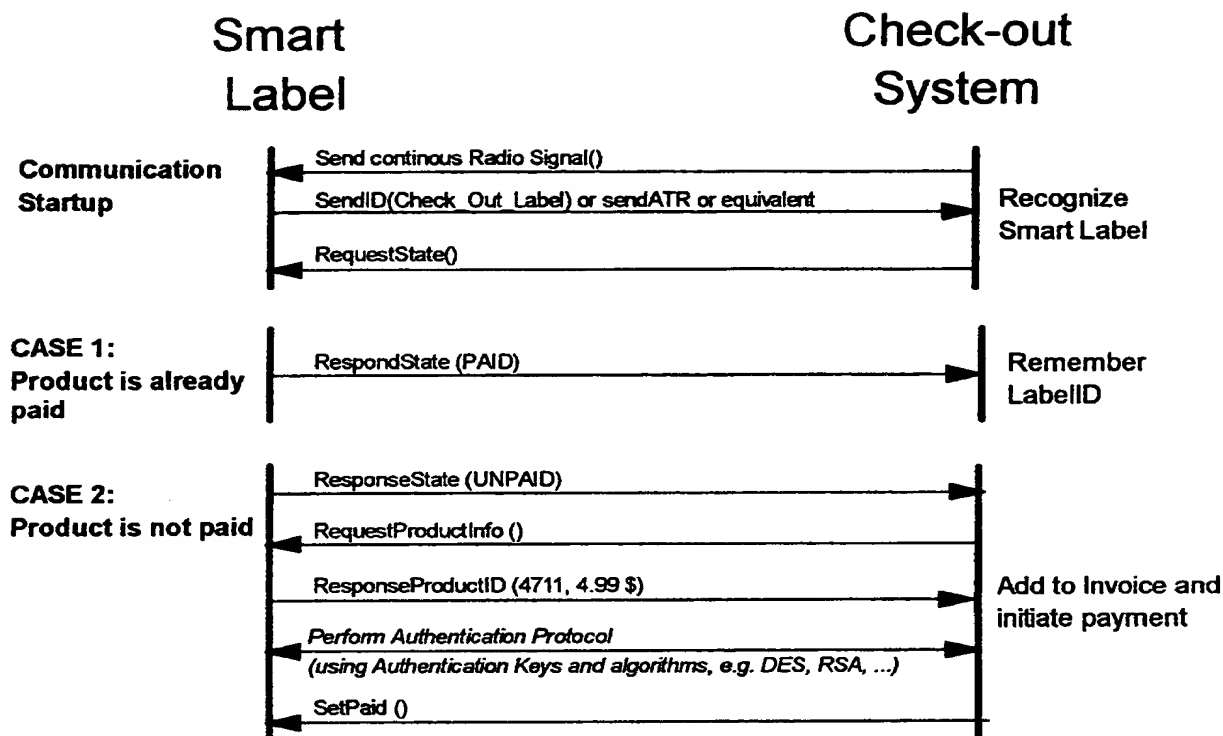 Smart
Label
Check-out
System
Communication
Startup
Send continous Radio Signal()
SendID(Check_Out_Label) or sendATR or equivalent
RequestState()
Recognize
Smart Label
CASE 1:
Product is already
paid
RespondState (PAID)
Remember
LabelID
CASE 2:
Product is not paid
ResponseState (UNPAID)
RequestProductInfo ()
ResponseProductID (4711, 4.99 $)
Add to Invoice and
initiate payment
Perform Authentication Protocol
(using Authentication Keys and algorithms, e.g. DES, RSA, ...)
SetPaid ()